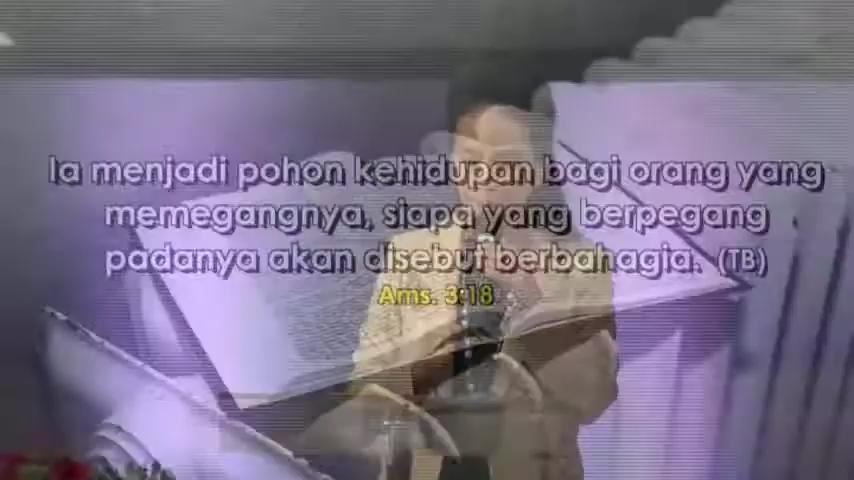 Ia menjadi pohon kehidupan bagi orang yang
memegangnya, siapa yang berpegang
padanya akan disebut berbahagia. (TB)
Ams. 3:18